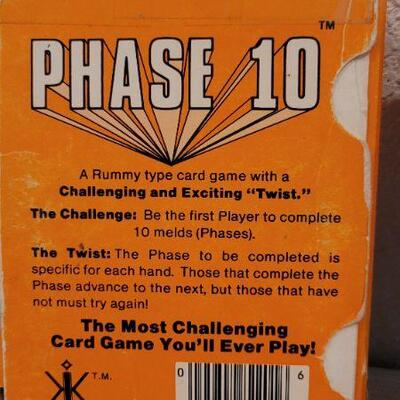 PHASE 10™
A Rummy type card game with a
Challenging and Exciting "Twist."
The Challenge: Be the first Player to complete
10 melds (Phases).
The Twist: The Phase to be completed is
specific for each hand. Those that complete the
Phase advance to the next, but those that have
not must try again!
The Most Challenging
Card Game You'll Ever Play!
T.M.
0 6